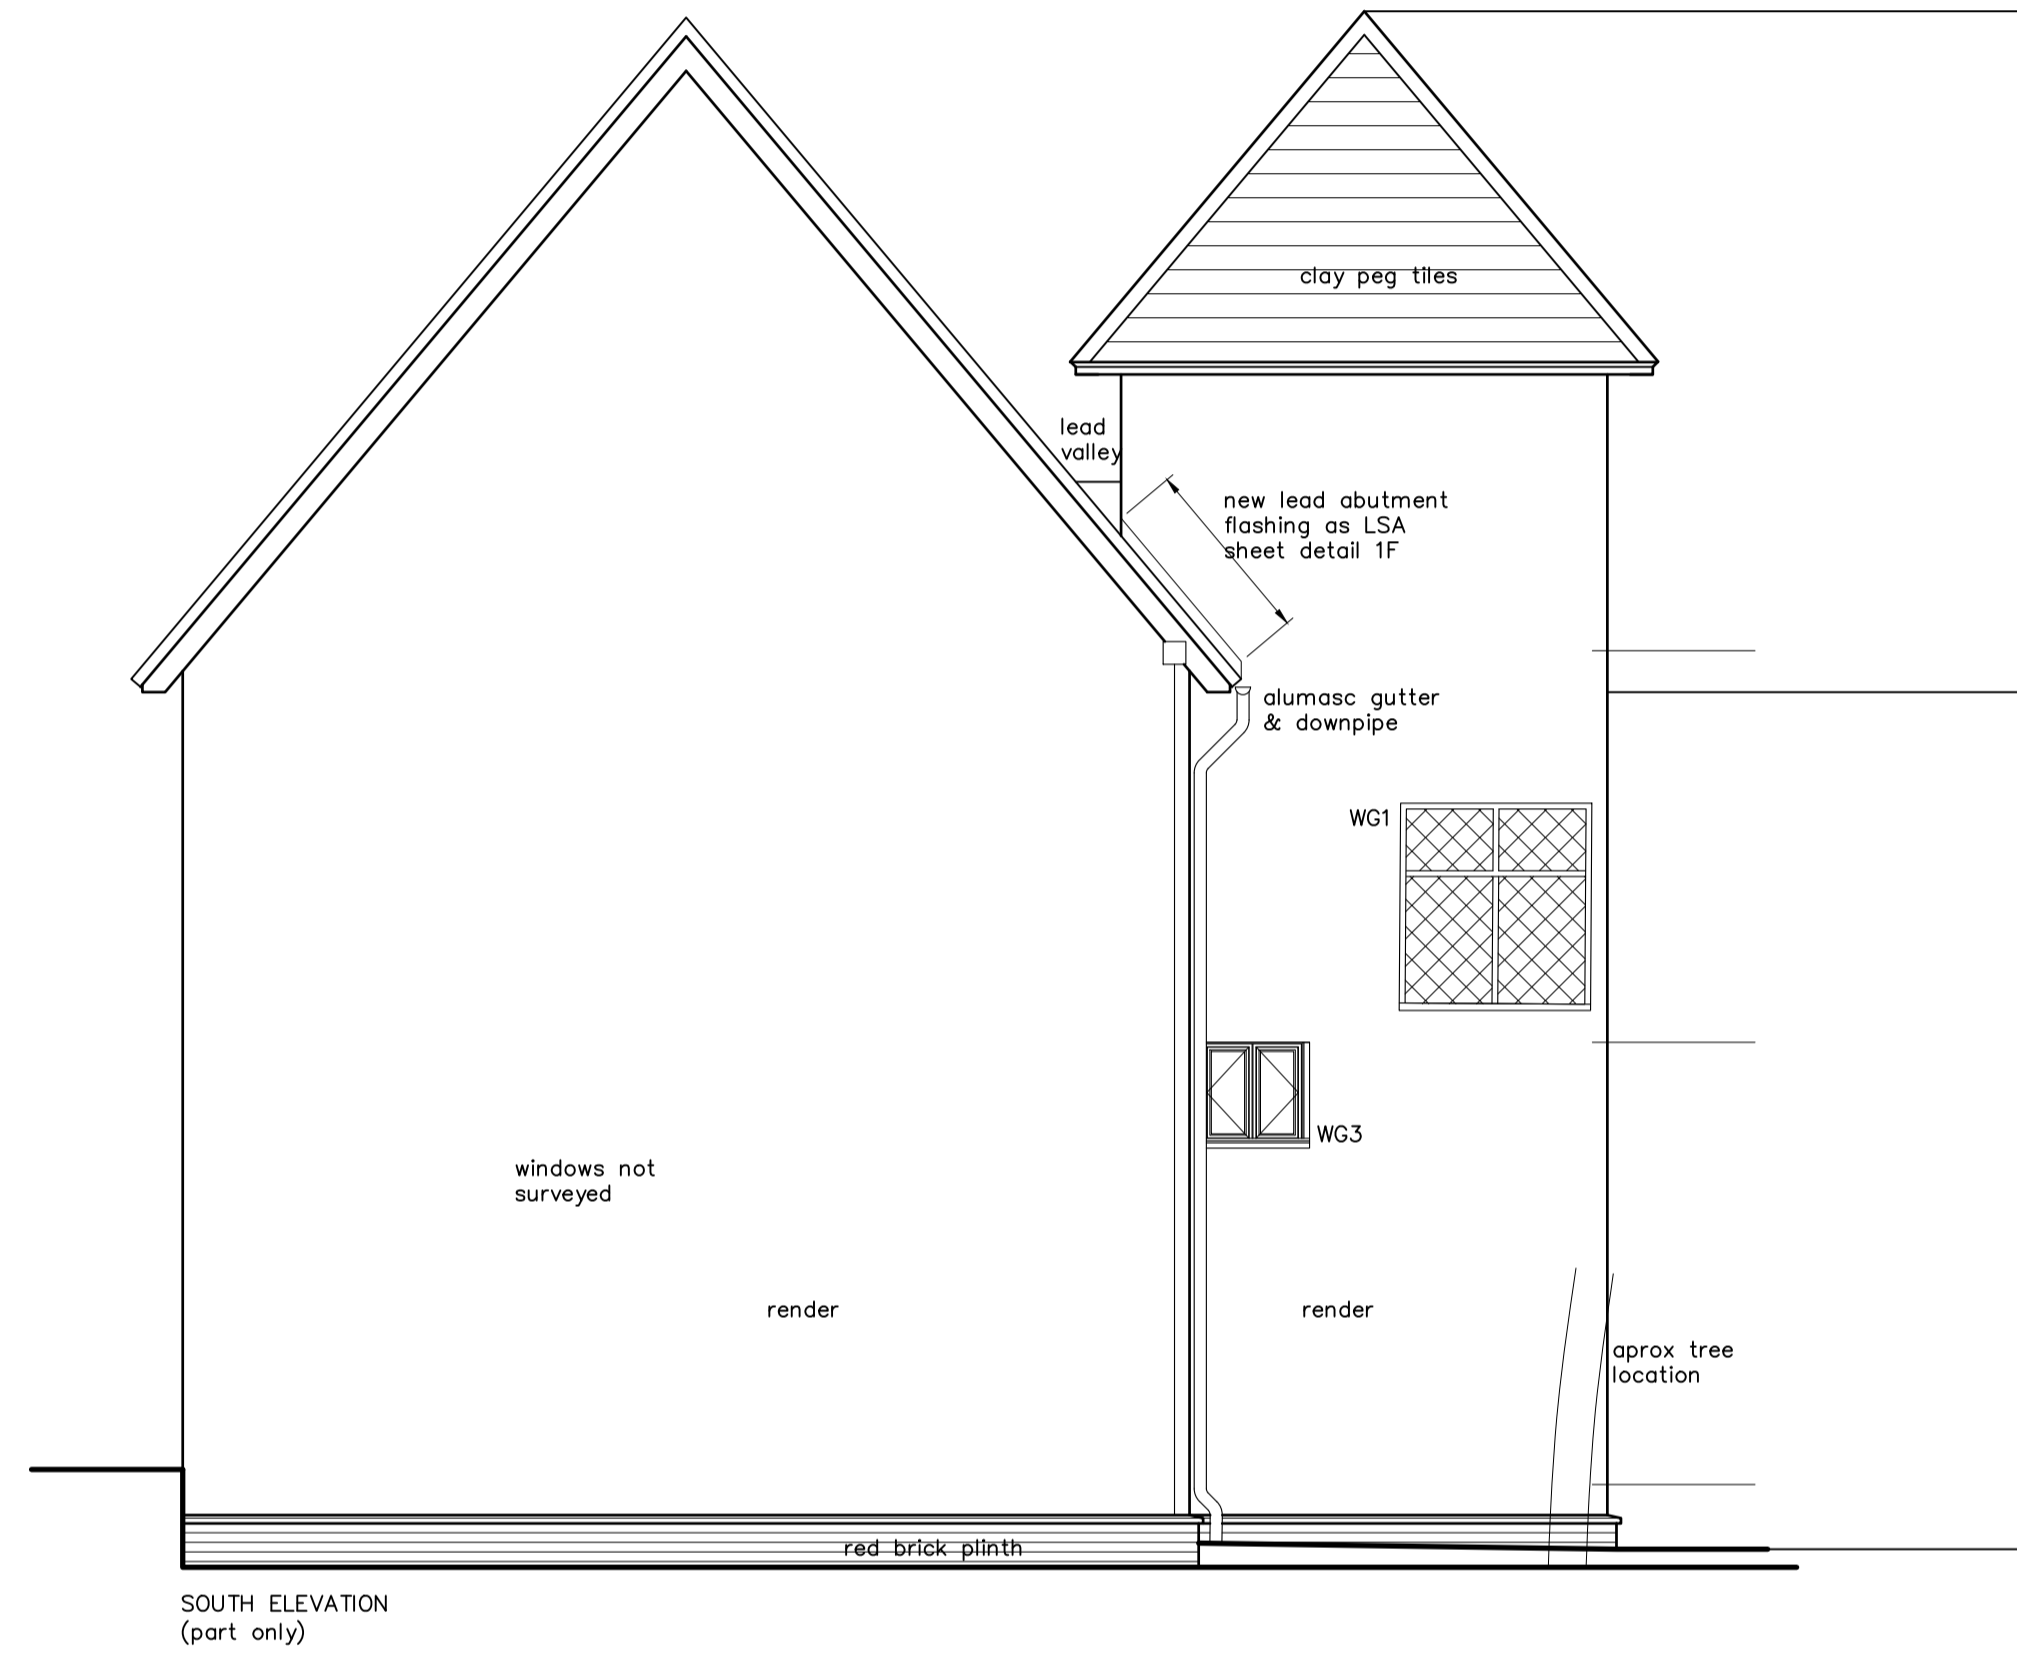 clay peg tiles
lead
valley
new lead abutment
flashing as LSA
sheet detail 1F
alumasc gutter
& downpipe
WG1
WG3
windows not
surveyed
render
render
aprox tree
location
red brick plinth
SOUTH ELEVATION
(part only)